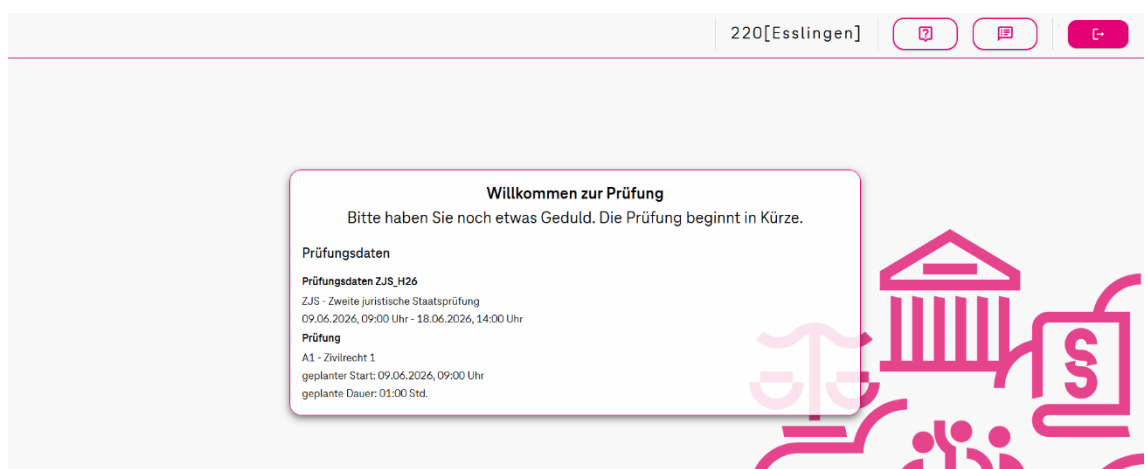 220[Esslingen]
Willkommen zur Prüfung
Bitte haben Sie noch etwas Geduld. Die Prüfung beginnt in Kürze.
Prüfungsdaten
Prüfungsdaten ZJS_H26
ZJS - Zweite juristische Staatsprüfung
09.06.2026, 09:00 Uhr - 18.06.2026, 14:00 Uhr
Prüfung
A1 - Zivilrecht 1
geplanter Start: 09.06.2026, 09:00 Uhr
geplante Dauer: 01:00 Std.